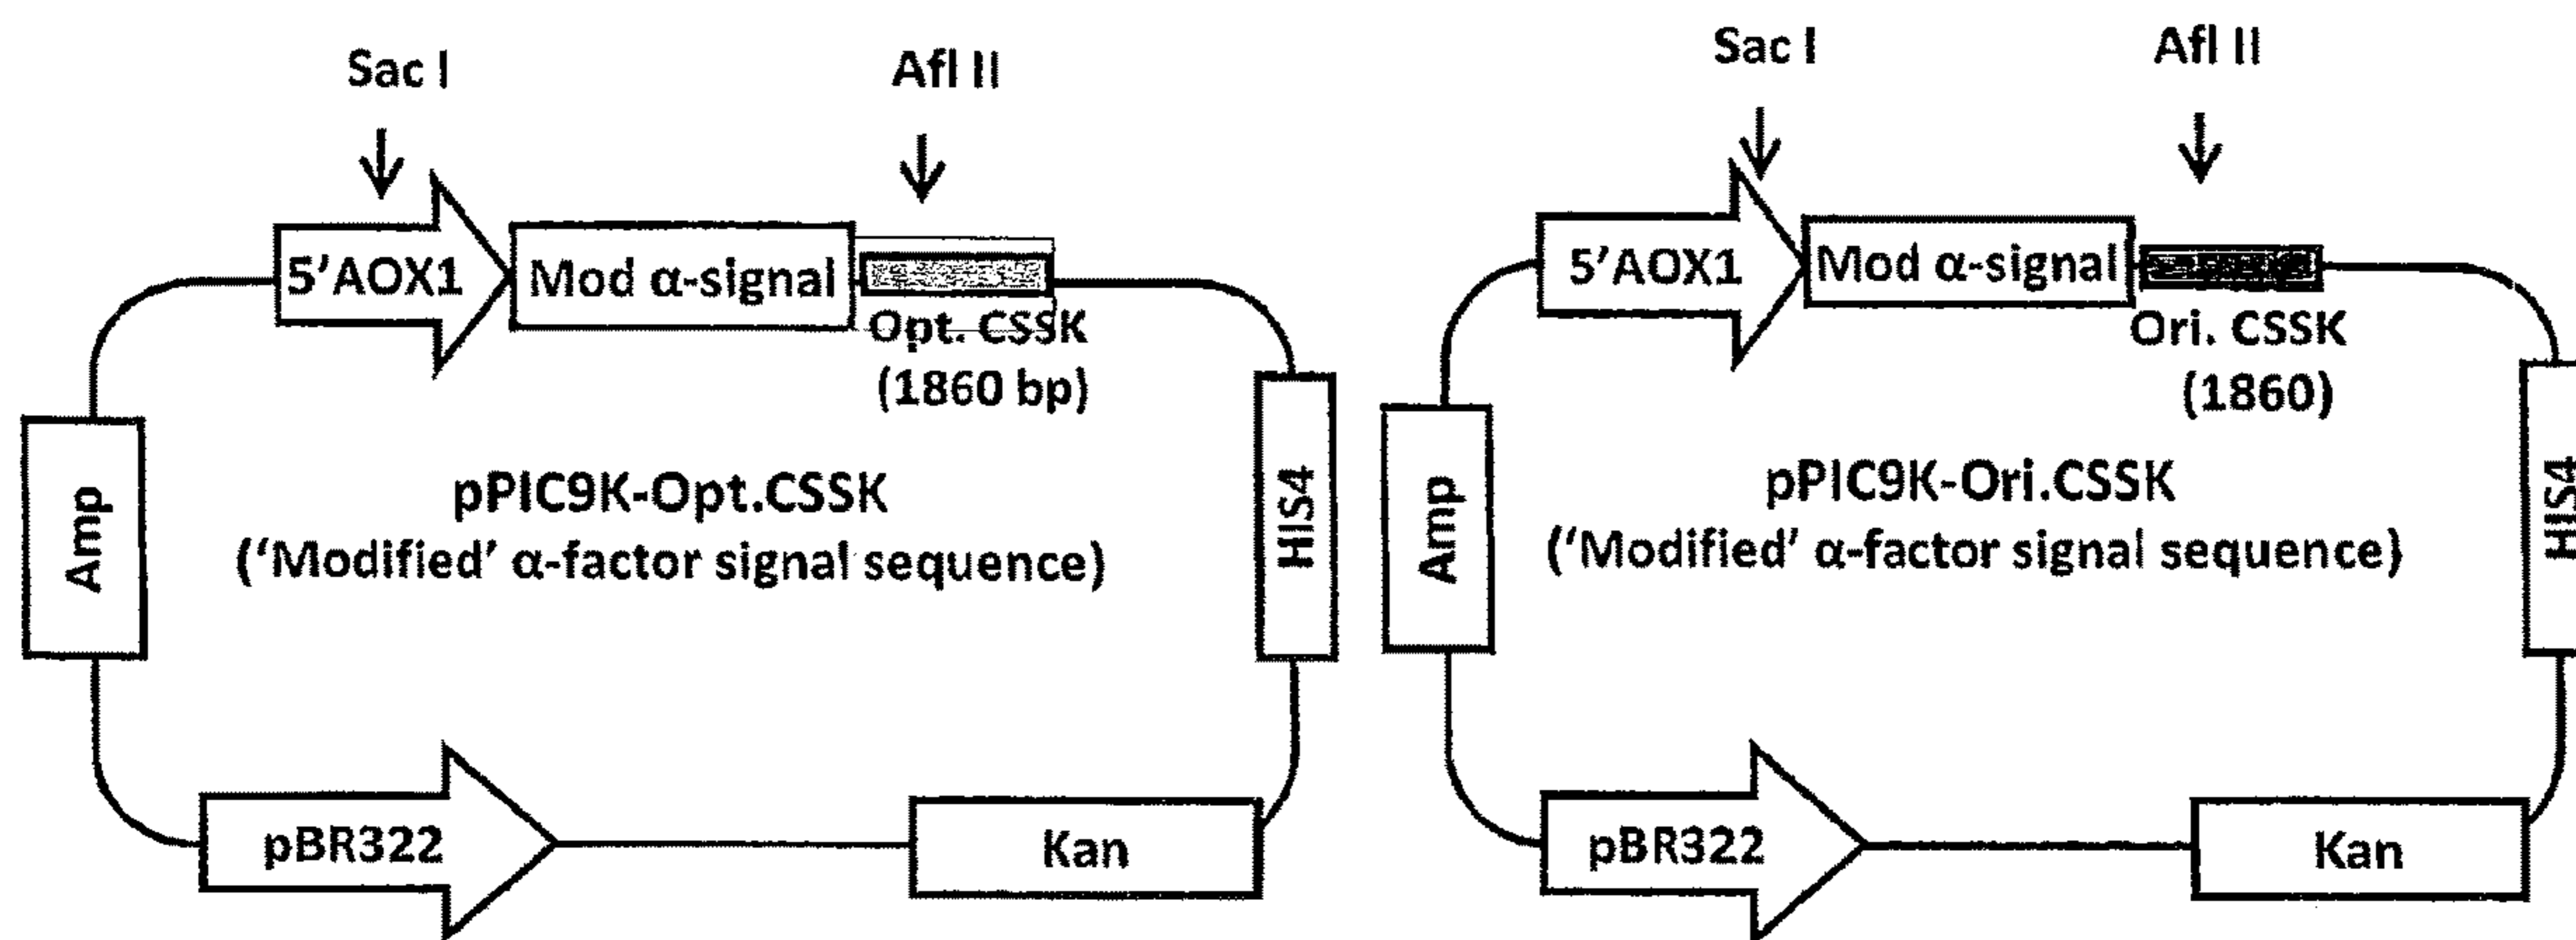 Sac I
Afl II
5'AOX1
Mod α-signal
Opt. CSSK
(1860 bp)
Amp
pPIC9K-Opt.CSSK
('Modified' α-factor signal sequence)
HIS4
pBR322
Kan
Sac I
Afl II
5'AOX1
Mod α-signal
Ori. CSSK
(1860)
Amp
pPIC9K-Ori.CSSK
('Modified' α-factor signal sequence)
HIS4
pBR322
Kan